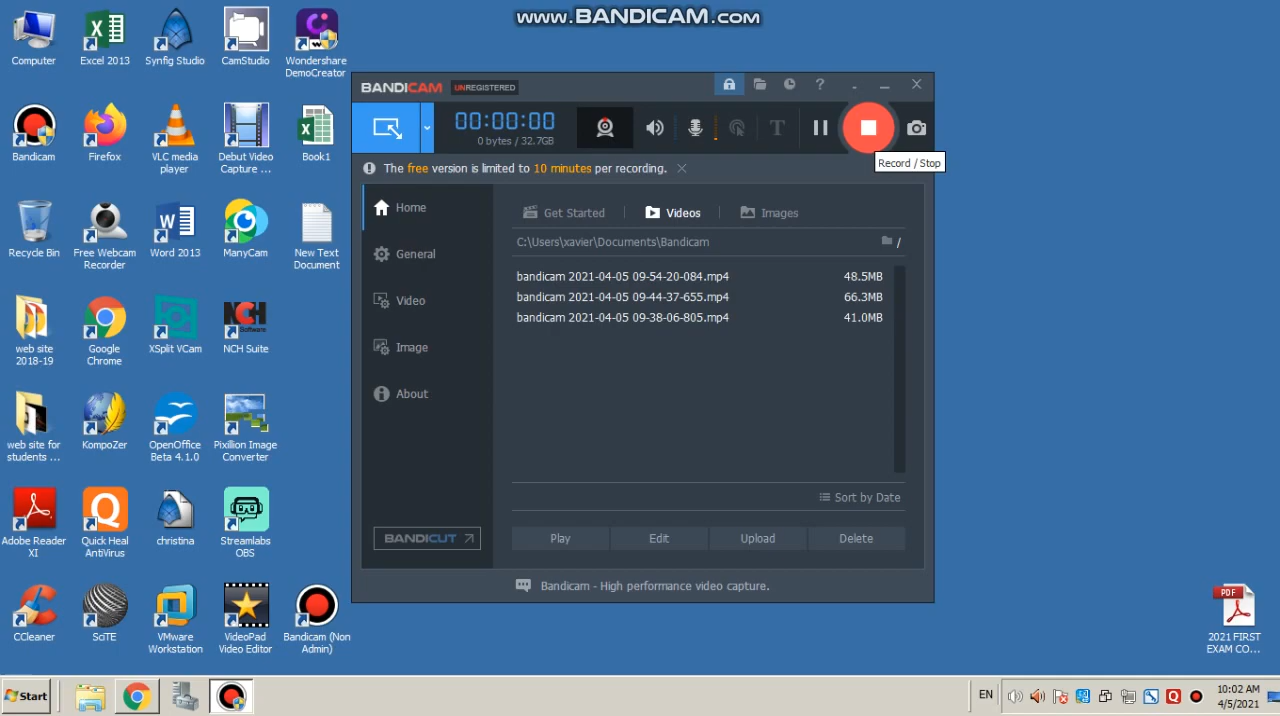 www.BANDICAM.com
Computer
Excel 2013
Synfig Studio
CamStudio
Wondershare
DemoCreator
Bandicam
Firefox
VLC media
player
Debut Video
Capture ...
Book1
Recycle Bin
Free Webcam
Recorder
Word 2013
ManyCam
New Text
Document
web site
2018-19
Google
Chrome
XSplit VCam
NCH
Software
NCH Suite
web site for
students ...
KompoZer
OpenOffice
Beta 4.1.0
Pixillion Image
Converter
Adobe Reader
XI
Quick Heal
AntiVirus
christina
Streamlabs
OBS
CCleaner
SciTE
VMware
Workstation
VideoPad
Video Editor
Bandicam (Non
Admin)
BANDICAM UNREGISTERED
00:00:00
0 bytes / 32.7GB
Record / Stop
The free version is limited to 10 minutes per recording.
Home
General
Video
Image
About
BANDICUT
Get Started
Videos
Images
C:\Users\xavier\Documents\Bandicam
/
bandicam 2021-04-05 09-54-20-084.mp4 48.5MB
bandicam 2021-04-05 09-44-37-655.mp4 66.3MB
bandicam 2021-04-05 09-38-06-805.mp4 41.0MB
Sort by Date
Play
Edit
Upload
Delete
Bandicam - High performance video capture.
PDF
2021 FIRST
EXAM CO...
Start
EN
10:02 AM
4/5/2021